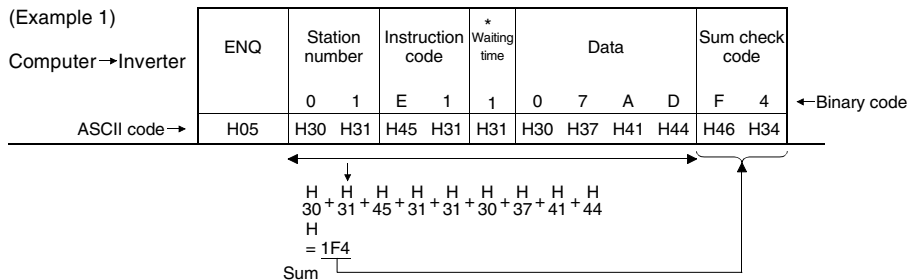 (Example 1)
Computer→Inverter
ENQ
Station number
Instruction code
* Waiting time
Data
Sum check code
0 1 E 1 1 0 7 A D F 4 ←Binary code
ASCII code→ H05 H30 H31 H45 H31 H31 H30 H37 H41 H44 H46 H34
H H H H H H H H H
30 + 31 + 45 + 31 + 31 + 30 + 37 + 41 + 44
H
= 1F4
Sum